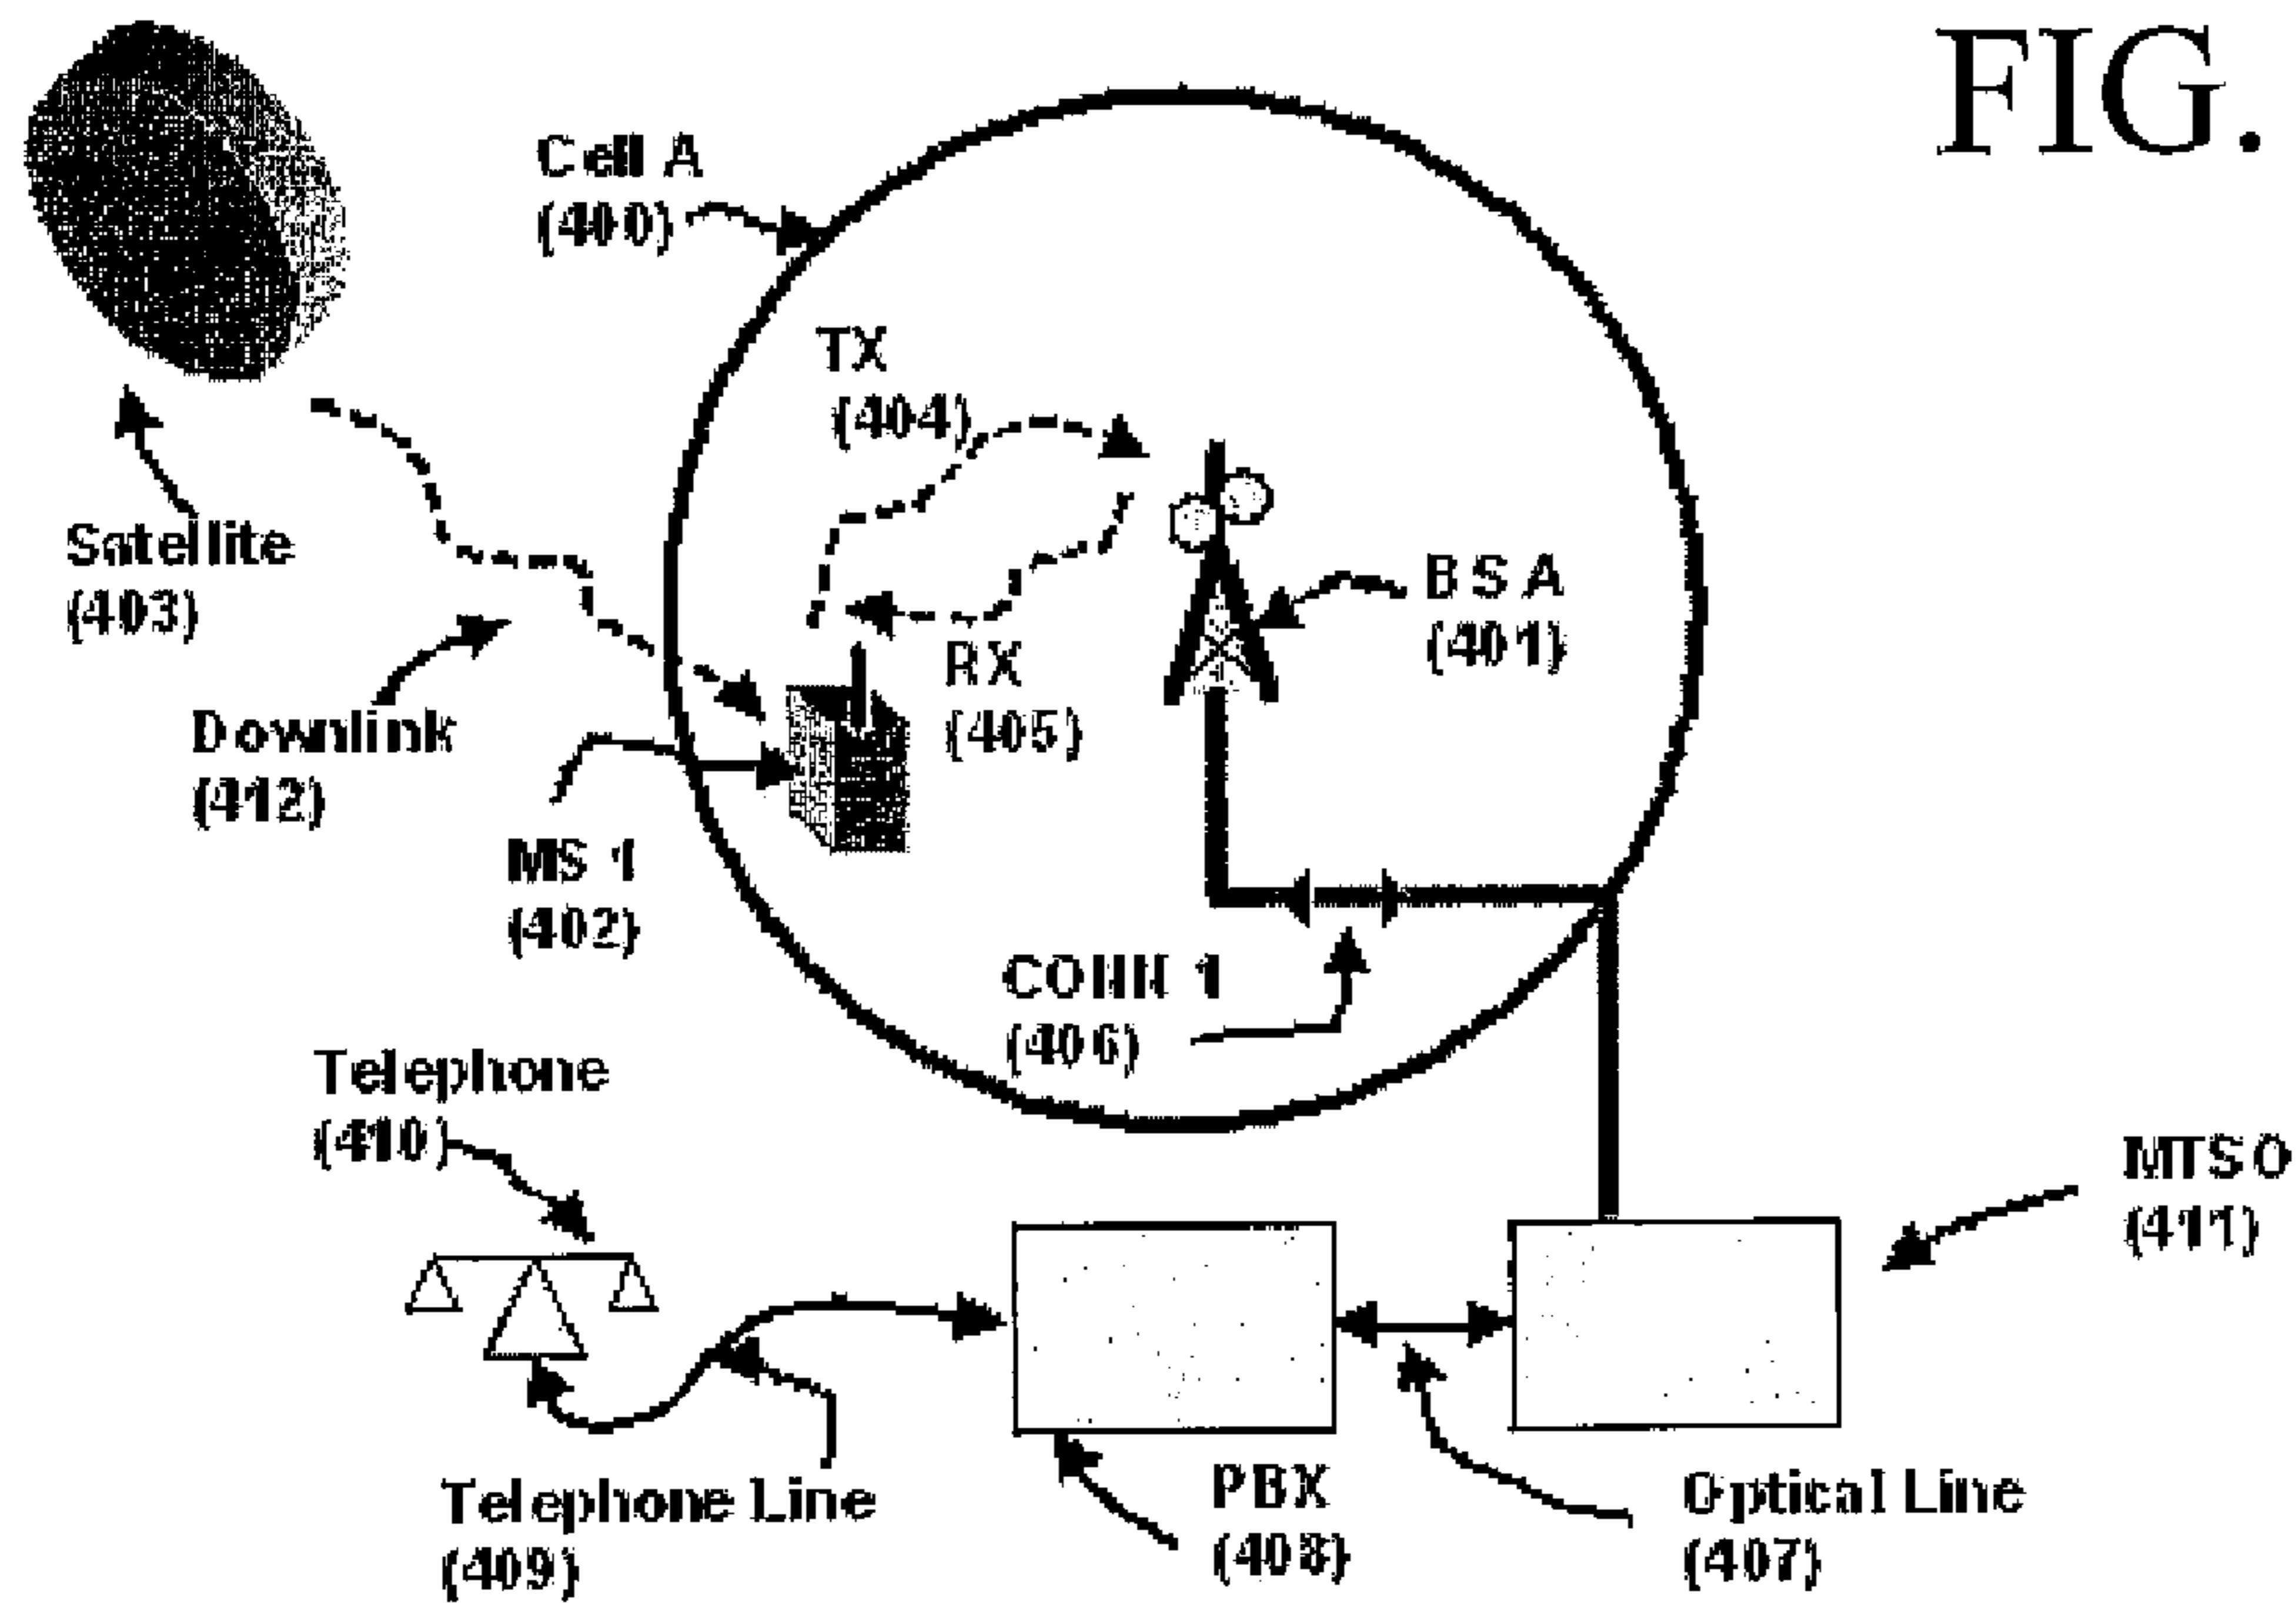 FIG.
Cell A
(400)
TX
(404)
Satellite
(403)
BSA
(401)
RX
(405)
Downlink
(412)
MS 1
(402)
CONN 1
(406)
Telephone
(410)
MTSO
(411)
Telephone Line
(409)
PBX
(408)
Optical Line
(407)